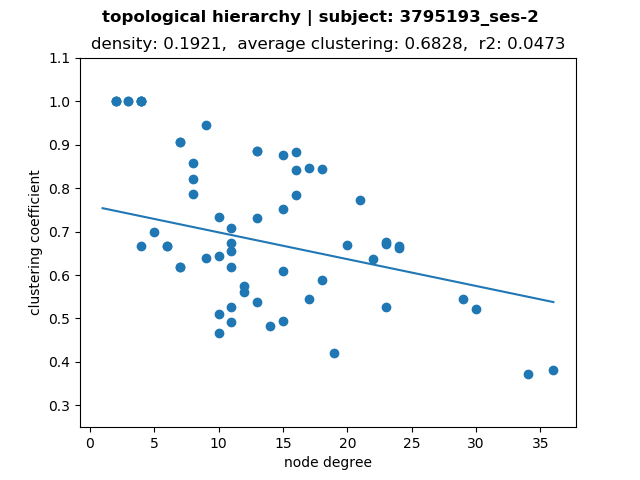 topological hierarchy | subject: 3795193_ses-2
density: 0.1921,  average clustering: 0.6828,  r2: 0.0473
1.1
1.0
0.9
0.8
0.7
0.6
0.5
0.4
0.3
clustering coefficient
0 5 10 15 20 25 30 35
node degree